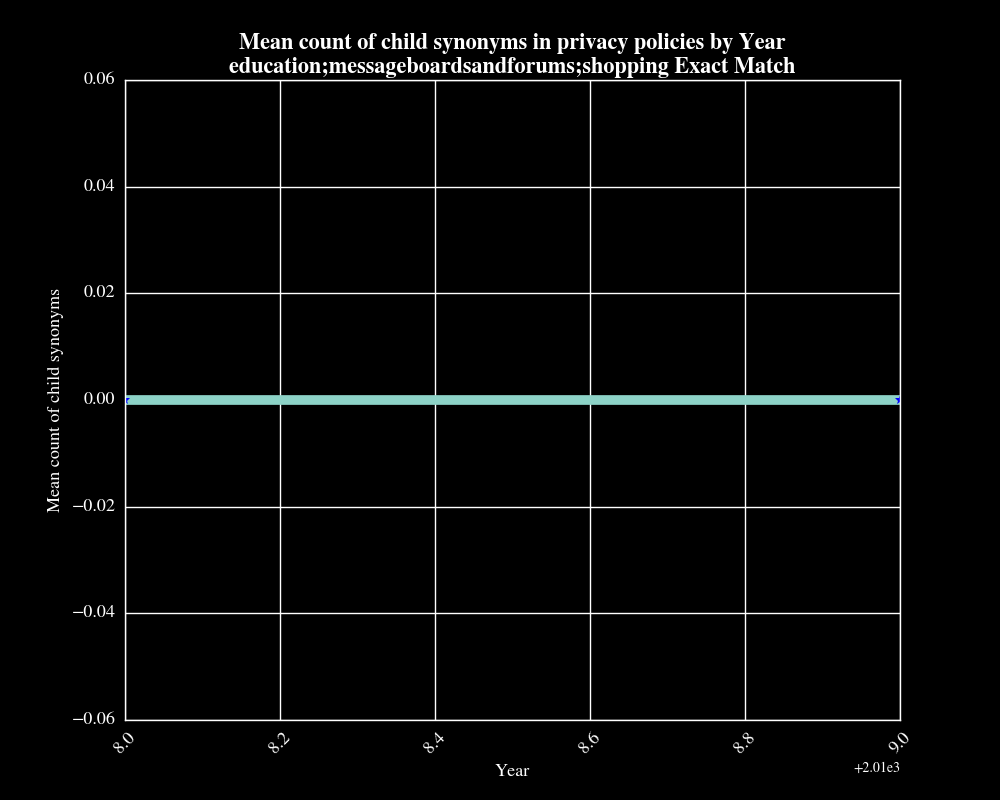 Mean count of child synonyms in privacy policies by Year
education;messageboardsandforums;shopping Exact Match
0.06
0.04
0.02
0.00
−0.02
−0.04
−0.06
Mean count of child synonyms
8.0 8.2 8.4 8.6 8.8 9.0
+2.01e3
Year